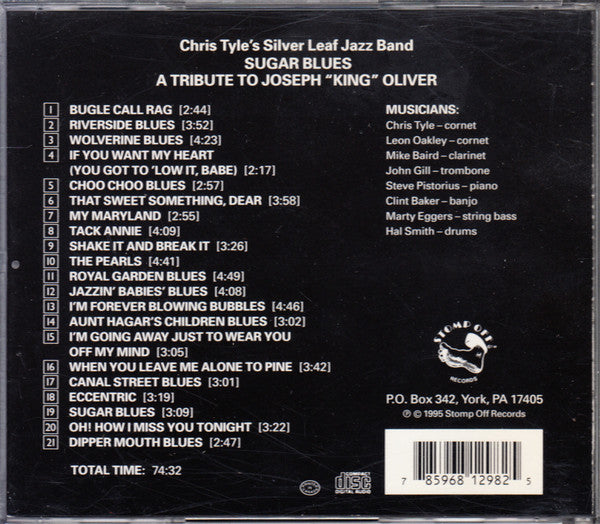 Chris Tyle's Silver Leaf Jazz Band
SUGAR BLUES
A TRIBUTE TO JOSEPH "KING" OLIVER
1 BUGLE CALL RAG [2:44]
2 RIVERSIDE BLUES [3:52]
3 WOLVERINE BLUES [4:23]
4 IF YOU WANT MY HEART
(YOU GOT TO 'LOW IT, BABE) [2:17]
5 CHOO CHOO BLUES [2:57]
6 THAT SWEET SOMETHING, DEAR [3:58]
7 MY MARYLAND [2:55]
8 TACK ANNIE [4:09]
9 SHAKE IT AND BREAK IT [3:26]
10 THE PEARLS [4:41]
11 ROYAL GARDEN BLUES [4:49]
12 JAZZIN' BABIES' BLUES [4:08]
13 I'M FOREVER BLOWING BUBBLES [4:46]
14 AUNT HAGAR'S CHILDREN BLUES [3:02]
15 I'M GOING AWAY JUST TO WEAR YOU
OFF MY MIND [3:05]
16 WHEN YOU LEAVE ME ALONE TO PINE [3:42]
17 CANAL STREET BLUES [3:01]
18 ECCENTRIC [3:19]
19 SUGAR BLUES [3:09]
20 OH! HOW I MISS YOU TONIGHT [3:22]
21 DIPPER MOUTH BLUES [2:47]
TOTAL TIME: 74:32
MUSICIANS:
Chris Tyle – cornet
Leon Oakley – cornet
Mike Baird – clarinet
John Gill – trombone
Steve Pistorius – piano
Clint Baker – banjo
Marty Eggers – string bass
Hal Smith – drums
STOMP OFF
RECORDS
P.O. Box 342, York, PA 17405
℗ © 1995 Stomp Off Records
COMPACT
disc
DIGITAL AUDIO
7 85968 12982 5